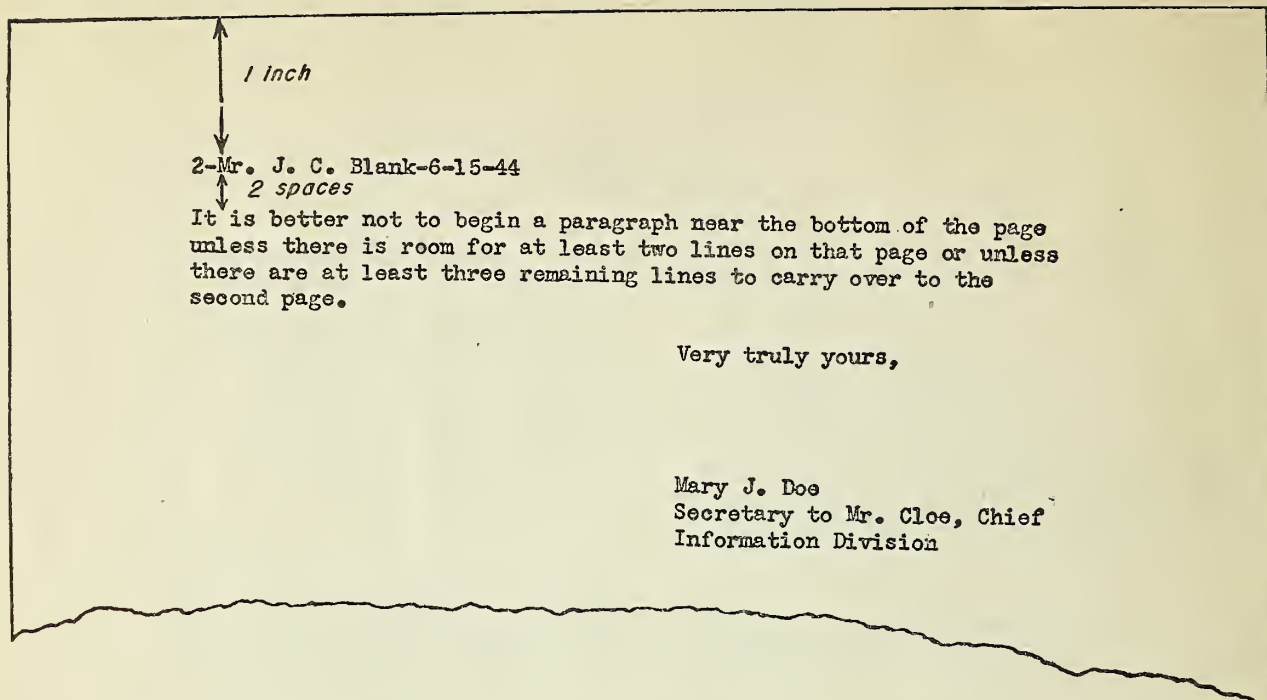 1 inch
2-Mr. J. C. Blank-6-15-44
2 spaces
It is better not to begin a paragraph near the bottom of the page
unless there is room for at least two lines on that page or unless
there are at least three remaining lines to carry over to the
second page.
Very truly yours,
Mary J. Doe
Secretary to Mr. Cloe, Chief
Information Division